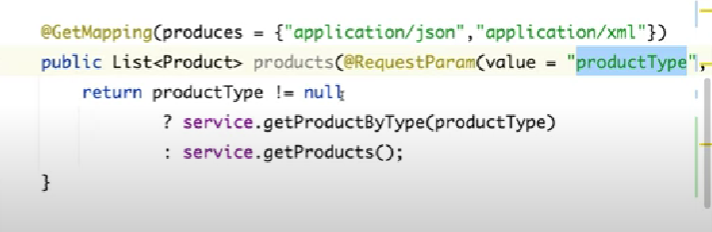 @GetMapping(produces = {"application/json","application/xml"})
public List<Product> products(@RequestParam(value = "productType",
return productType != null
? service.getProductByType(productType)
: service.getProducts();
}